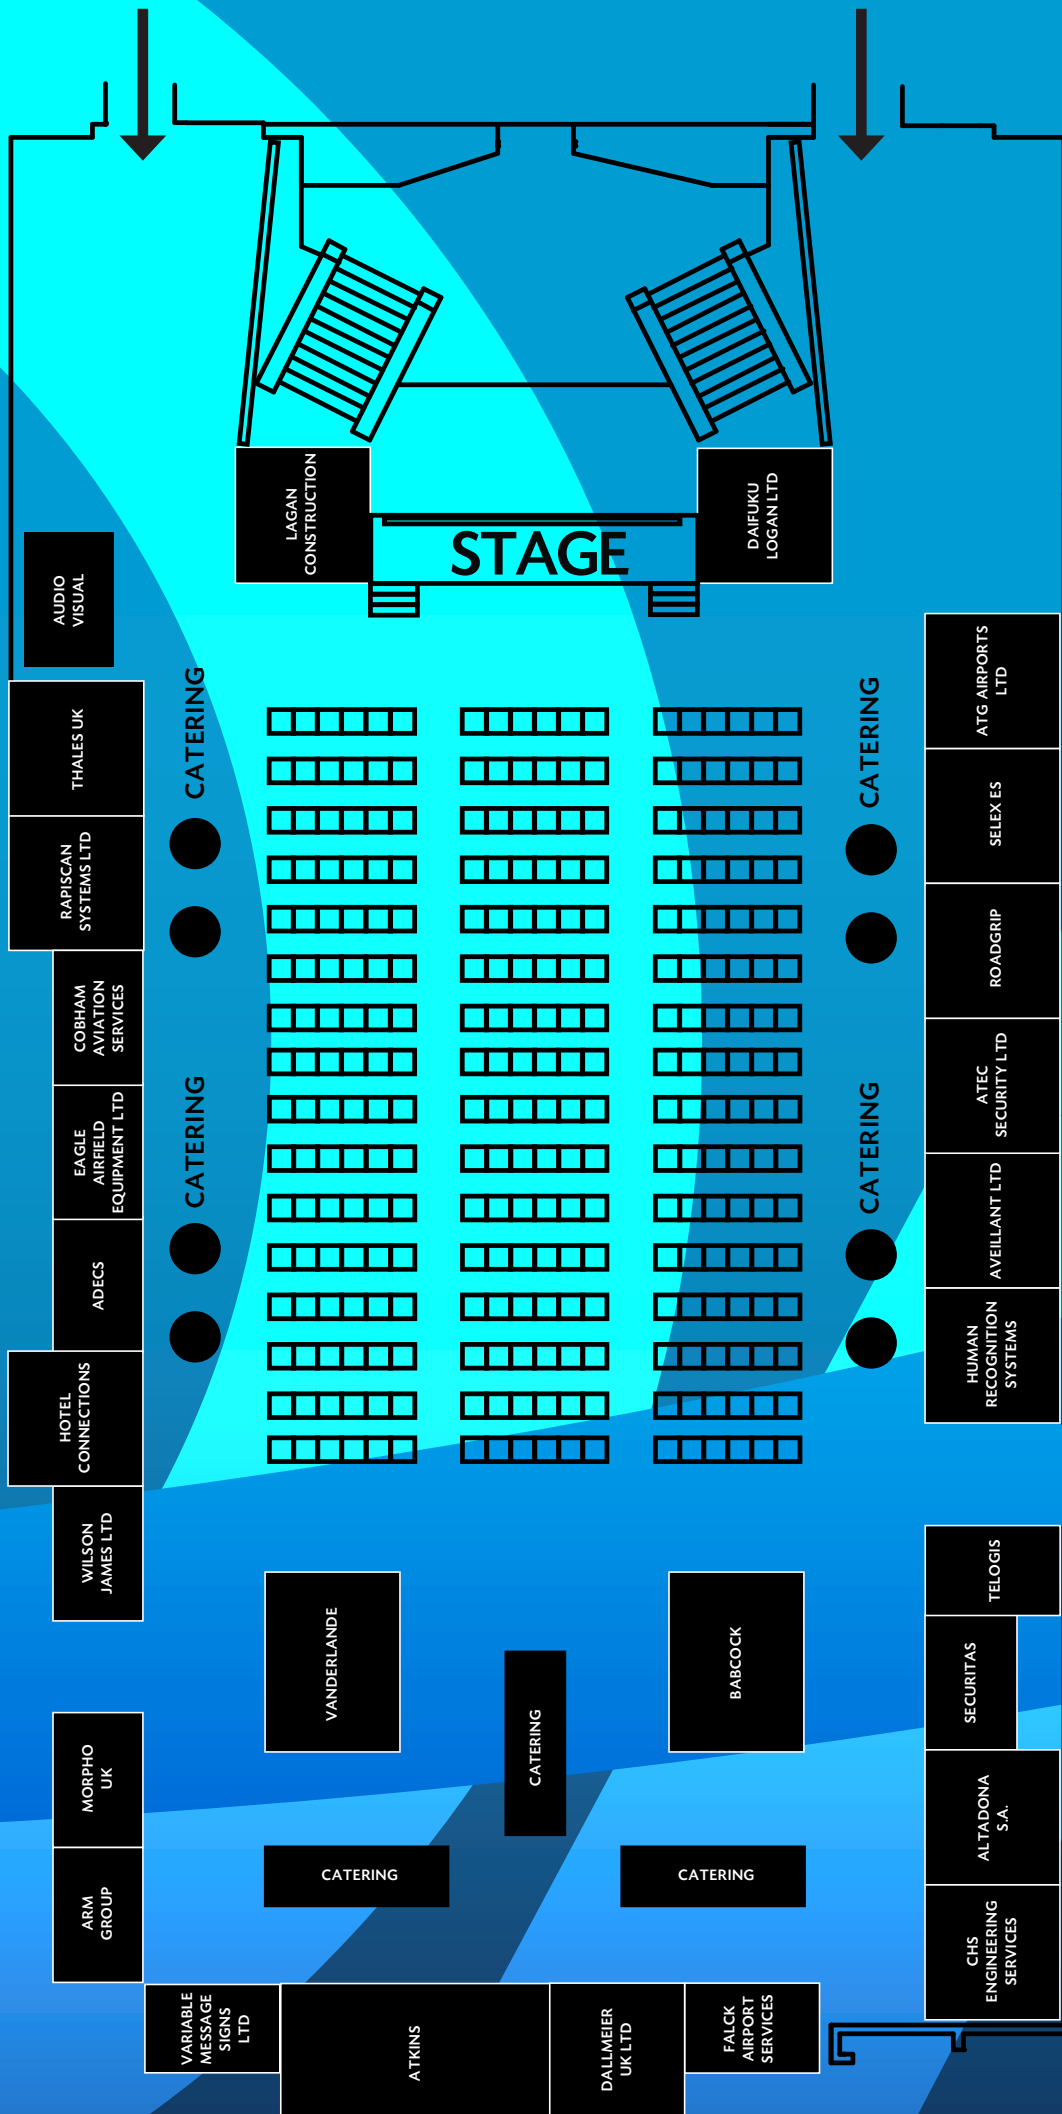 LAGAN
CONSTRUCTION
DAIFUKU
LOGAN LTD
STAGE
AUDIO
VISUAL
THALES UK
RAPISCAN
SYSTEMS LTD
COBHAM
AVIATION
SERVICES
EAGLE
AIRFIELD
EQUIPMENT LTD
ADECS
HOTEL
CONNECTIONS
WILSON
JAMES LTD
MORPHO
UK
ARM
GROUP
CATERING
CATERING
CATERING
CATERING
ATG AIRPORTS
LTD
SELEX ES
ROADGRIP
ATEC
SECURITY LTD
AVEILLANT LTD
HUMAN
RECOGNITION
SYSTEMS
TELOGIS
SECURITAS
ALTADONA
S.A.
CHS
ENGINEERING
SERVICES
VANDERLANDE
BABCOCK
CATERING
CATERING
CATERING
VARIABLE
MESSAGE
SIGNS
LTD
ATKINS
DALLMEIER
UK LTD
FALCK
AIRPORT
SERVICES